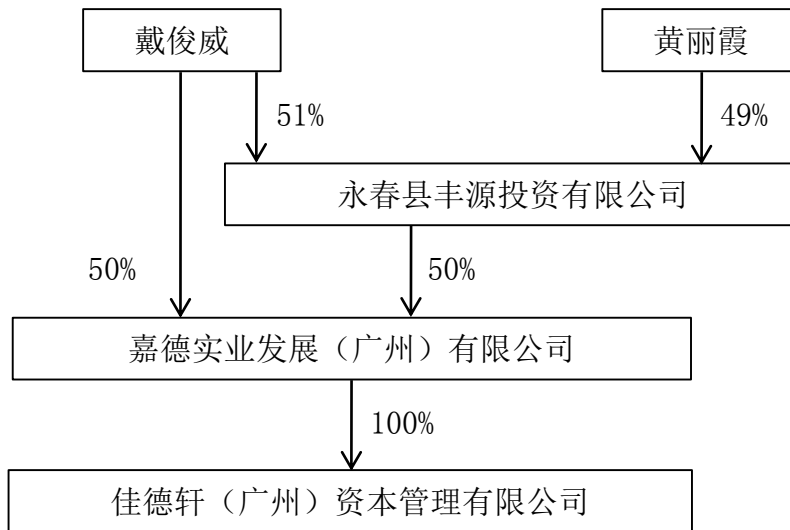 戴俊威
黄丽霞
51%
49%
永春县丰源投资有限公司
50%
50%
嘉德实业发展（广州）有限公司
100%
佳德轩（广州）资本管理有限公司